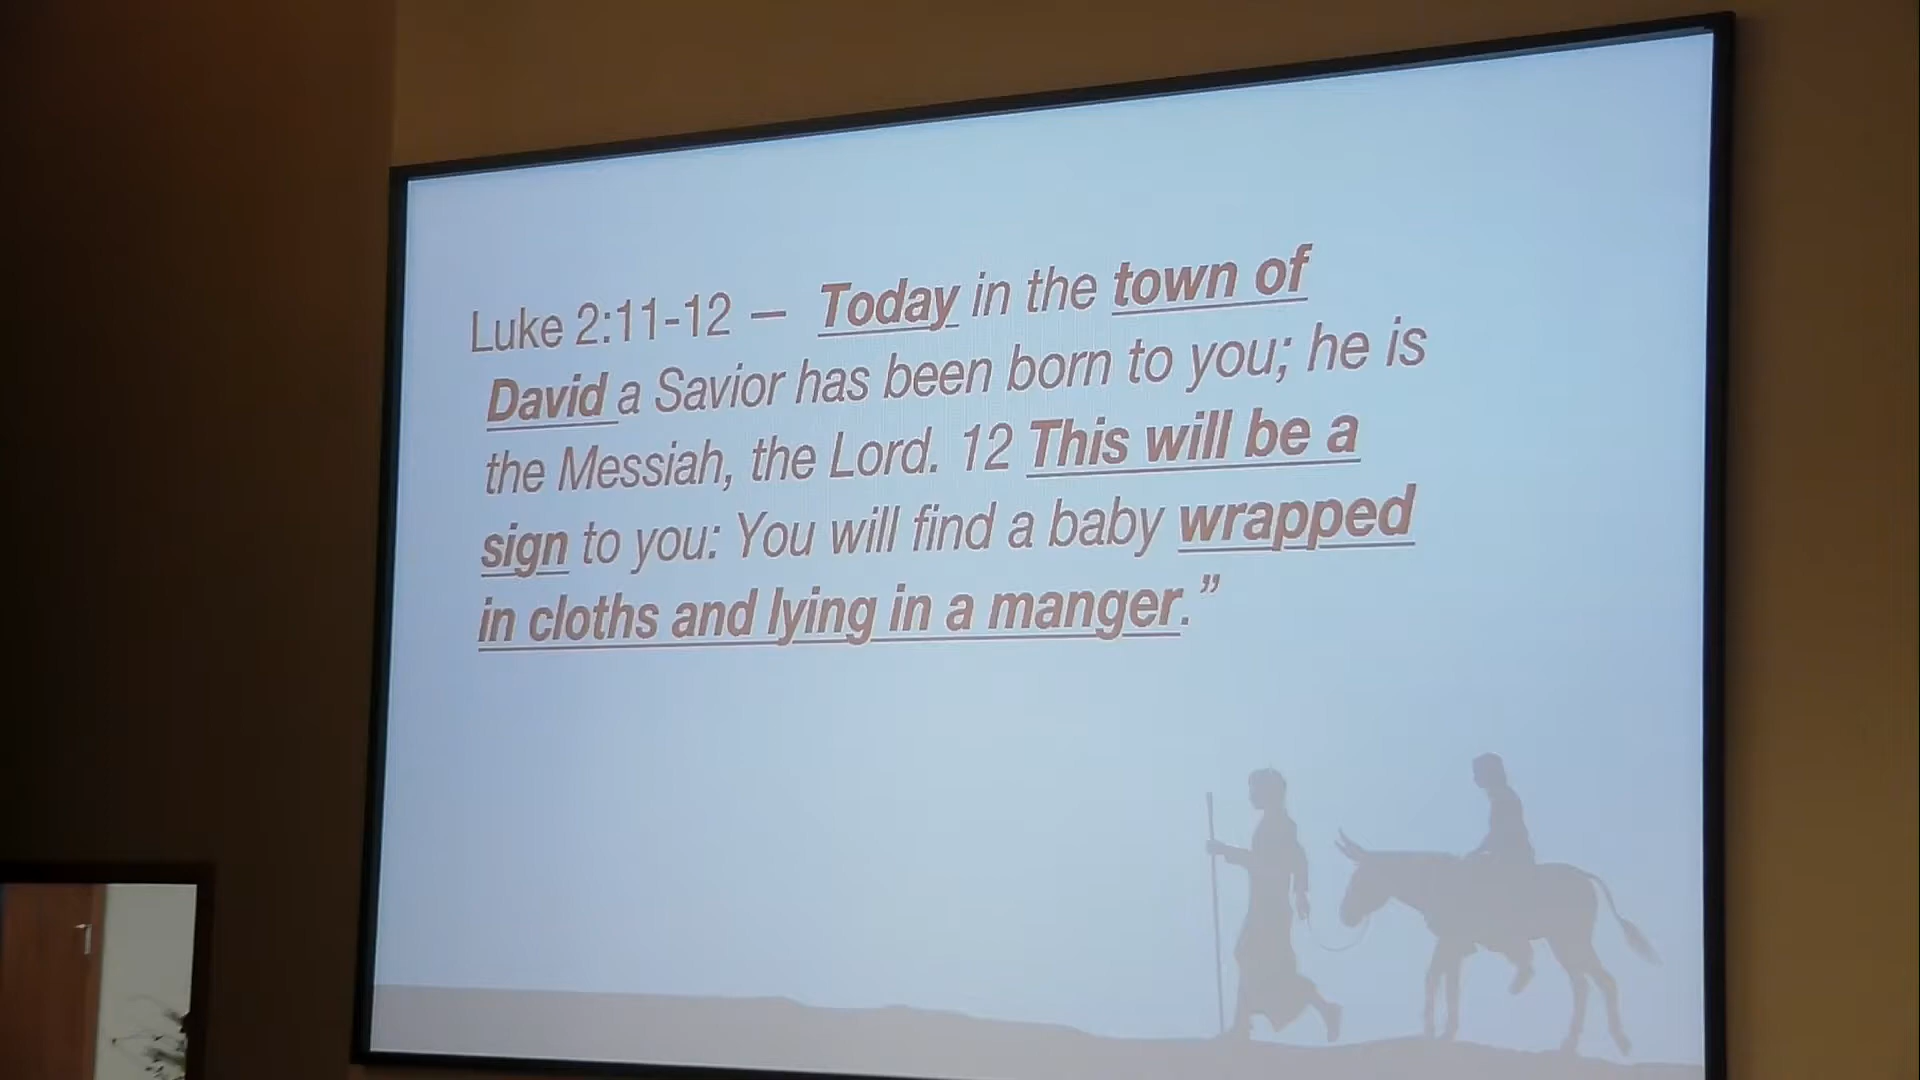 Luke 2:11-12 – Today in the town of
David a Savior has been born to you; he is
the Messiah, the Lord. 12 This will be a
sign to you: You will find a baby wrapped
in cloths and lying in a manger.”